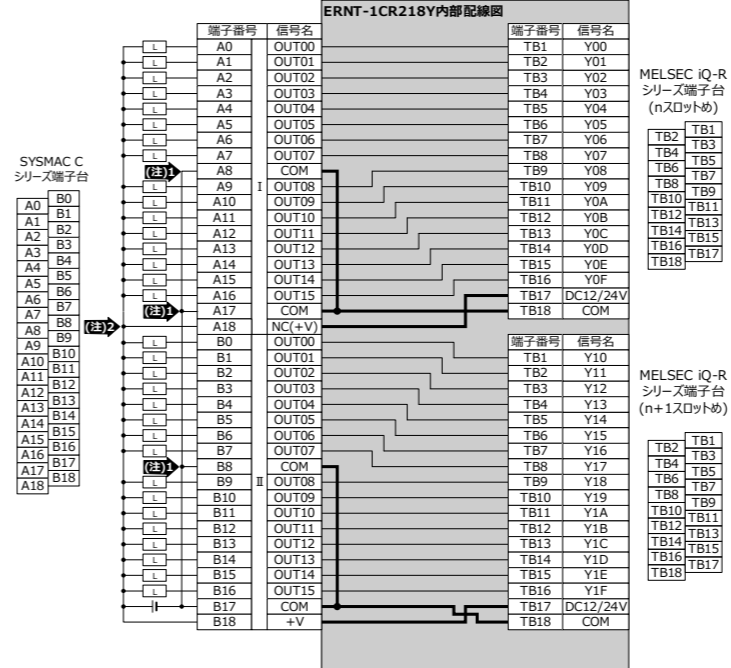 ERNT-1CR218Y内部配線図
端子番号 信号名 端子番号 信号名
L A0 OUT00 TB1 Y00
L A1 OUT01 TB2 Y01
L A2 OUT02 TB3 Y02
L A3 OUT03 TB4 Y03
L A4 OUT04 TB5 Y04
L A5 OUT05 TB6 Y05
L A6 OUT06 TB7 Y06
L A7 OUT07 TB8 Y07
(注)1 A8 COM TB9 Y08
L A9 I OUT08 TB10 Y09
L A10 OUT09 TB11 Y0A
L A11 OUT10 TB12 Y0B
L A12 OUT11 TB13 Y0C
L A13 OUT12 TB14 Y0D
L A14 OUT13 TB15 Y0E
L A15 OUT14 TB16 Y0F
L A16 OUT15 TB17 DC12/24V
(注)1 A17 COM TB18 COM
(注)2 A18 NC(+V)
L B0 OUT00 端子番号 信号名
L B1 OUT01 TB1 Y10
L B2 OUT02 TB2 Y11
L B3 OUT03 TB3 Y12
L B4 OUT04 TB4 Y13
L B5 OUT05 TB5 Y14
L B6 OUT06 TB6 Y15
L B7 OUT07 TB7 Y16
(注)1 B8 COM TB8 Y17
L B9 II OUT08 TB9 Y18
L B10 OUT09 TB10 Y19
L B11 OUT10 TB11 Y1A
L B12 OUT11 TB12 Y1B
L B13 OUT12 TB13 Y1C
L B14 OUT13 TB14 Y1D
L B15 OUT14 TB15 Y1E
L B16 OUT15 TB16 Y1F
B17 COM TB17 DC12/24V
B18 +V TB18 COM
SYSMAC C
シリーズ端子台
B0
A0
B1
A1
B2
A2
B3
A3
B4
A4
B5
A5
B6
A6
B7
A7
B8
A8
B9
A9
B10
A10
B11
A11
B12
A12
B13
A13
B14
A14
B15
A15
B16
A16
B17
A17
B18
A18
MELSEC iQ-R
シリーズ端子台
(nスロットめ)
TB1
TB2
TB3
TB4
TB5
TB6
TB7
TB8
TB9
TB10
TB11
TB12
TB13
TB14
TB15
TB16
TB17
TB18
MELSEC iQ-R
シリーズ端子台
(n+1スロットめ)
TB1
TB2
TB3
TB4
TB5
TB6
TB7
TB8
TB9
TB10
TB11
TB12
TB13
TB14
TB15
TB16
TB17
TB18